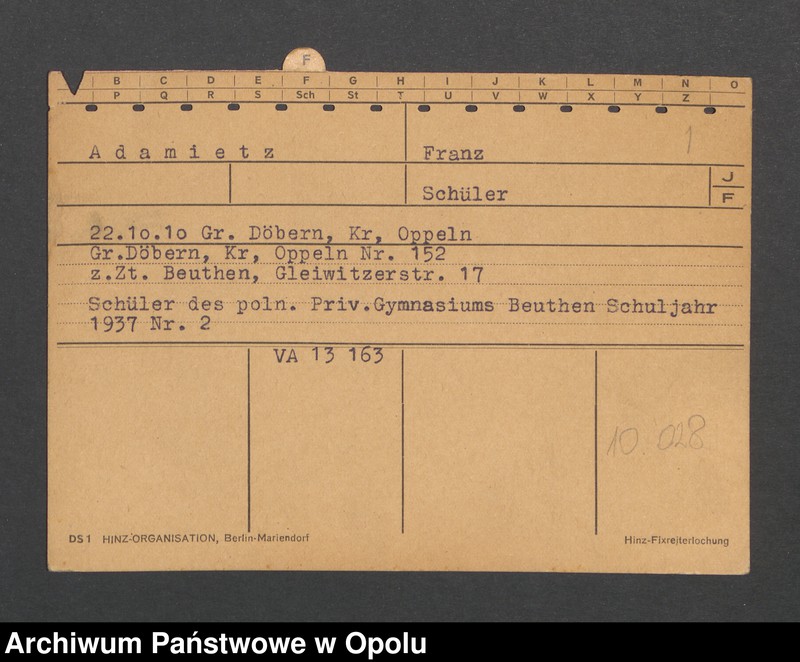 F
B C D E F G H I J K L M N O
P Q R S Sch St T U V W X Y Z
Adamietz Franz 1
Schüler J
F
22.1o.1o Gr. Döbern, Kr, Oppeln
Gr.Döbern, Kr, Oppeln Nr. 152
z.Zt. Beuthen, Gleiwitzerstr. 17
Schüler des poln. Priv.Gymnasiums Beuthen Schuljahr
1937 Nr. 2
VA 13 163
10.028
DS1 HINZ-ORGANISATION, Berlin-Mariendorf Hinz-Fixreiterlochung
Archiwum Państwowe w Opolu